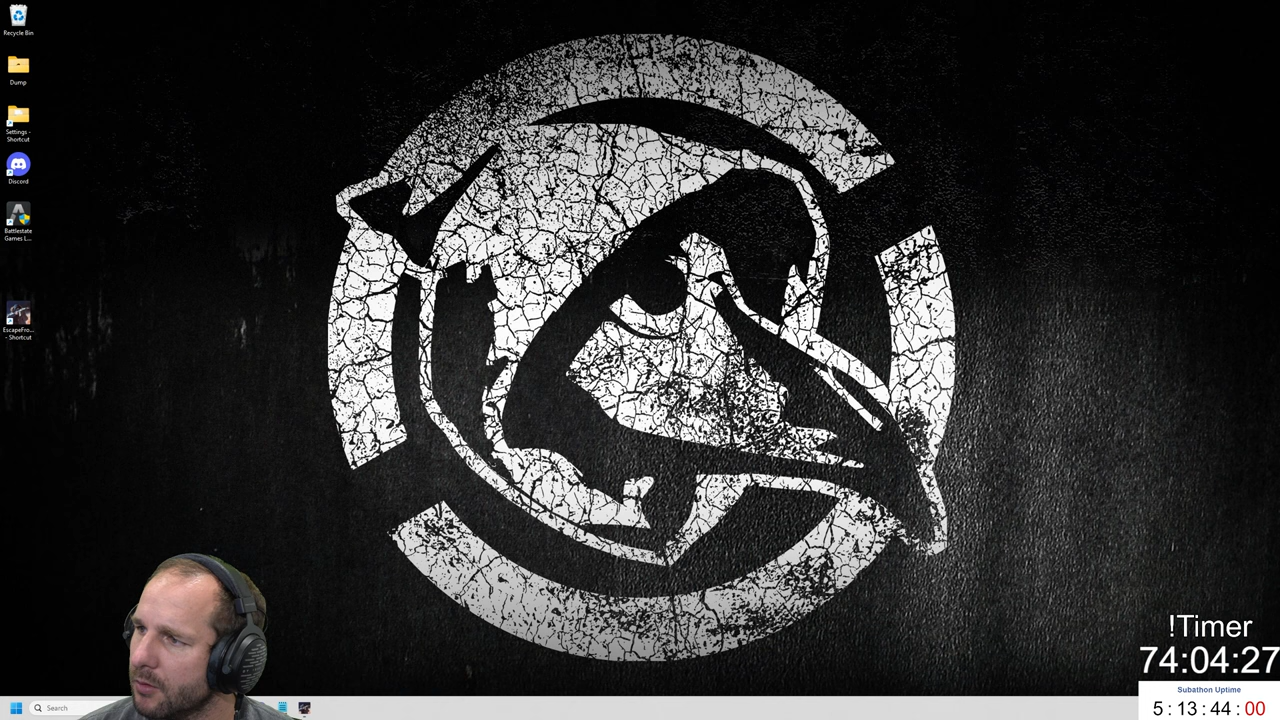 Recycle Bin
Dump
Settings -
Shortcut
Discord
Battlestate
Games L...
EscapeFro...
- Shortcut
!Timer
74:04:27
Subathon Uptime
5 : 13 : 44 : 00
Search